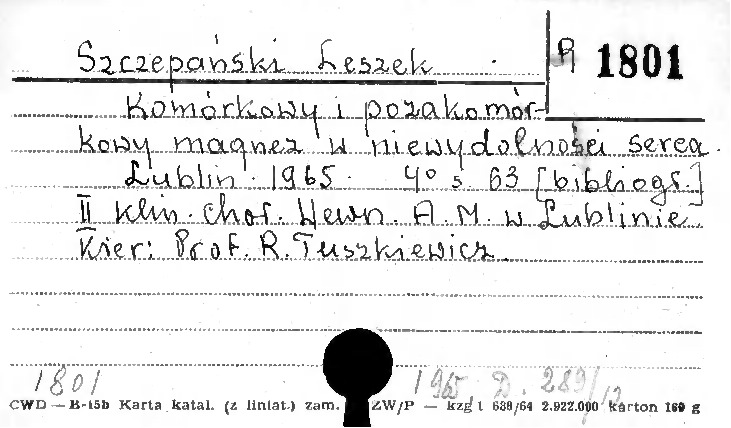 Szczepański Leszek R 1801
Komórkowy i pozakomór-
kowy magnez w niewydolności serca.
Lublin. 1965. 4° s 63 [bibliogr.]
II Klin. Chor. Wewn. A.M. w Lublinie
Kier: Prof. R. Tuszkiewicz
1801 1965, D. 289/12
CWD — B-15b Karta katal. (z liniat.) zam. ZW/P — kzg 1 639/64 2.922.000 karton 160 g